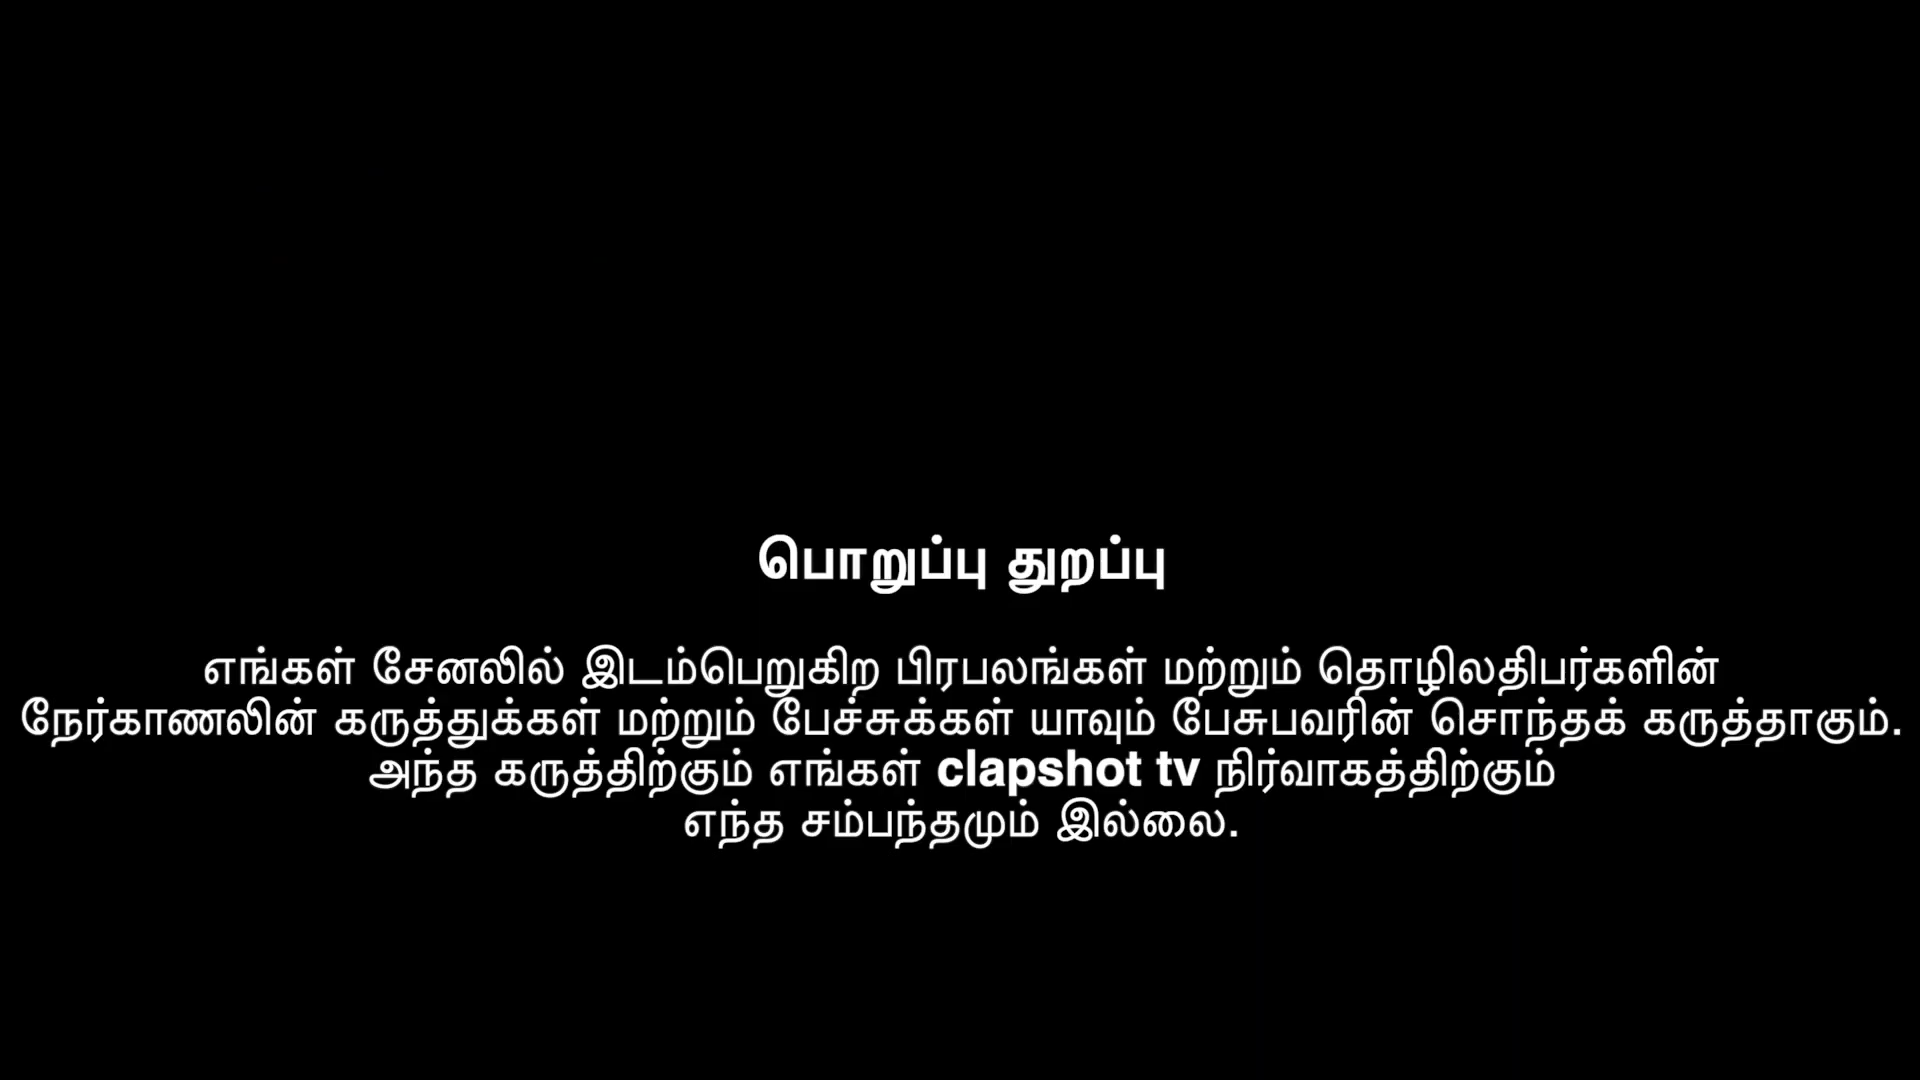 பொறுப்பு துறப்பு
எங்கள் சேனலில் இடம்பெறுகிற பிரபலங்கள் மற்றும் தொழிலதிபர்களின்
நேர்காணலின் கருத்துக்கள் மற்றும் பேச்சுக்கள் யாவும் பேசுபவரின் சொந்தக் கருத்தாகும்.
அந்த கருத்திற்கும் எங்கள் clapshot tv நிர்வாகத்திற்கும்
எந்த சம்பந்தமும் இல்லை.